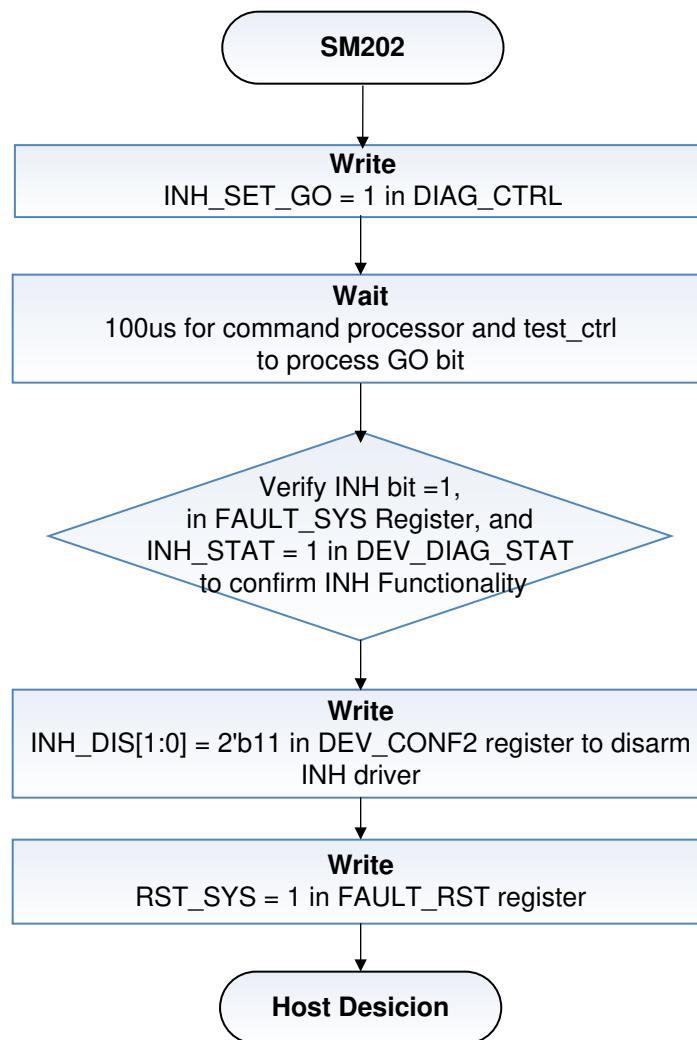 SM202
Write
INH_SET_GO = 1 in DIAG_CTRL
Wait
100us for command processor and test_ctrl
to process GO bit
Verify INH bit =1,
in FAULT_SYS Register, and
INH_STAT = 1 in DEV_DIAG_STAT
to confirm INH Functionality
Write
INH_DIS[1:0] = 2'b11 in DEV_CONF2 register to disarm
INH driver
Write
RST_SYS = 1 in FAULT_RST register
Host Desicion